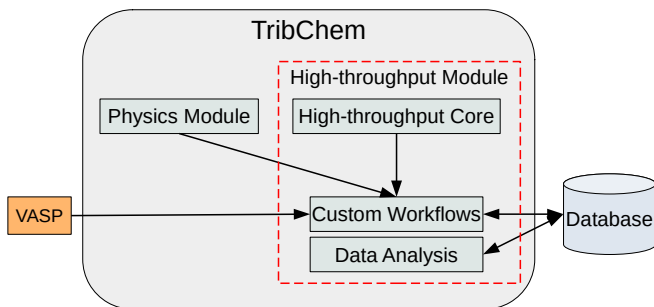 TribChem
High-throughput Module
Physics Module
High-throughput Core
VASP
Custom Workflows
Database
Data Analysis